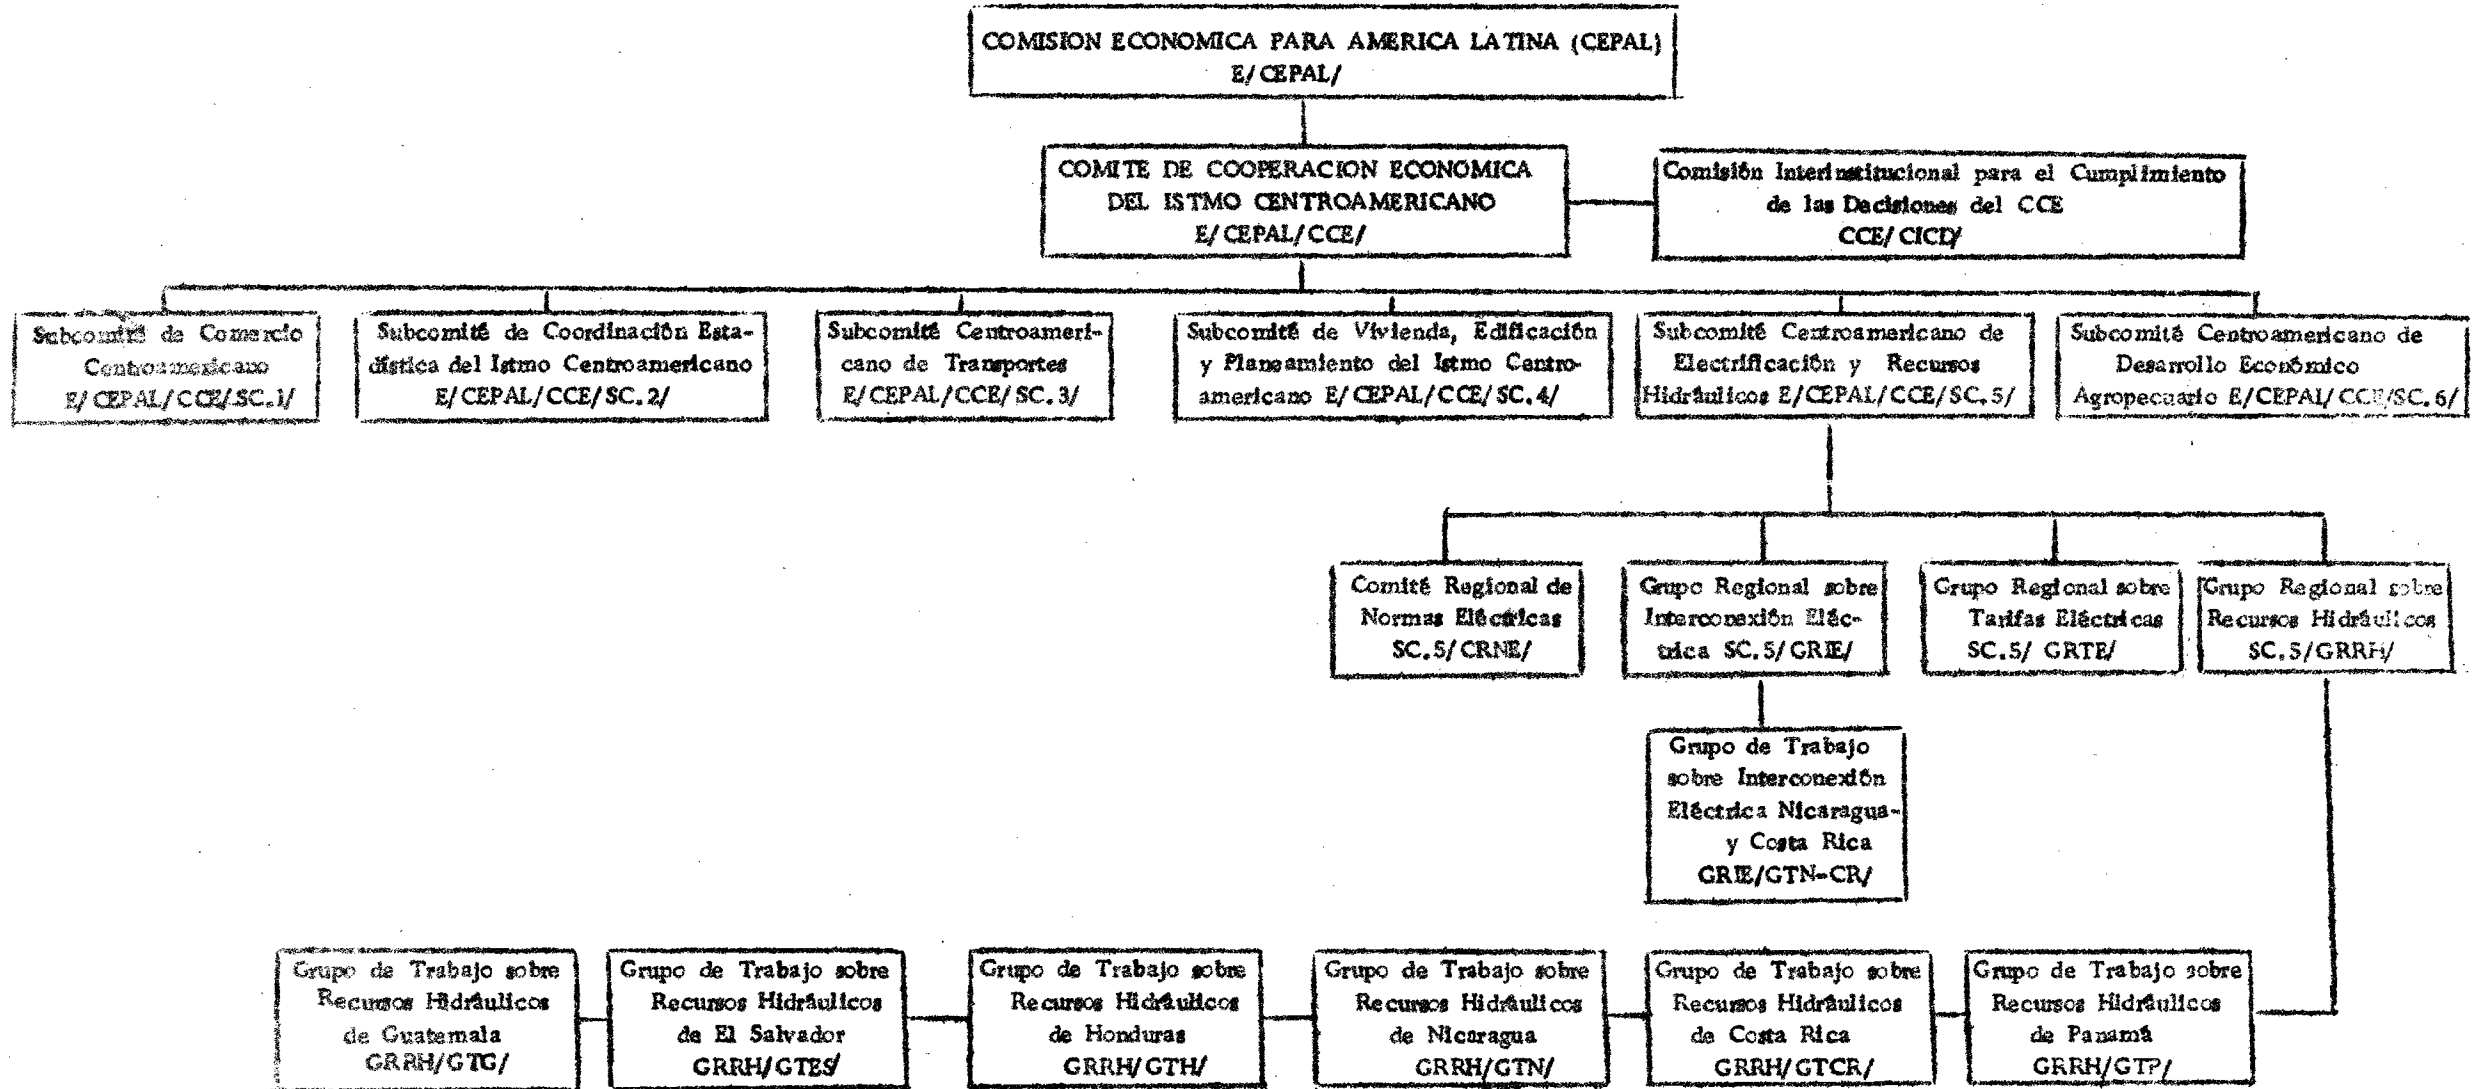 COMISION ECONOMICA PARA AMERICA LATINA (CEPAL)
E/CEPAL/
COMITE DE COOPERACION ECONOMICA
DEL ISTMO CENTROAMERICANO
E/CEPAL/CCE/
Comisión Interinstitucional para el Cumplimiento
de las Decisiones del CCE
CCE/CICD/
Subcomité de Comercio
Centroamericano
E/CEPAL/CCE/SC.1/
Subcomité de Coordinación Esta-
dística del Istmo Centroamericano
E/CEPAL/CCE/SC.2/
Subcomité Centroameri-
cano de Transportes
E/CEPAL/CCE/SC.3/
Subcomité de Vivienda, Edificación
y Planeamiento del Istmo Centro-
americano E/CEPAL/CCE/SC.4/
Subcomité Centroamericano de
Electrificación y Recursos
Hidráulicos E/CEPAL/CCE/SC.5/
Subcomité Centroamericano de
Desarrollo Económico
Agropecuario E/CEPAL/CCE/SC.6/
Comité Regional de
Normas Eléctricas
SC.5/CRNE/
Grupo Regional sobre
Interconexión Eléc-
trica SC.5/GRIE/
Grupo Regional sobre
Tarifas Eléctricas
SC.5/GRTE/
Grupo Regional sobre
Recursos Hidráulicos
SC.5/GRRH/
Grupo de Trabajo
sobre Interconexión
Eléctrica Nicaragua-
y Costa Rica
GRIE/GTN-CR/
Grupo de Trabajo sobre
Recursos Hidráulicos
de Guatemala
GRRH/GTG/
Grupo de Trabajo sobre
Recursos Hidráulicos
de El Salvador
GRRH/GTES/
Grupo de Trabajo sobre
Recursos Hidráulicos
de Honduras
GRRH/GTH/
Grupo de Trabajo sobre
Recursos Hidráulicos
de Nicaragua
GRRH/GTN/
Grupo de Trabajo sobre
Recursos Hidráulicos
de Costa Rica
GRRH/GTCR/
Grupo de Trabajo sobre
Recursos Hidráulicos
de Panamá
GRRH/GTP/